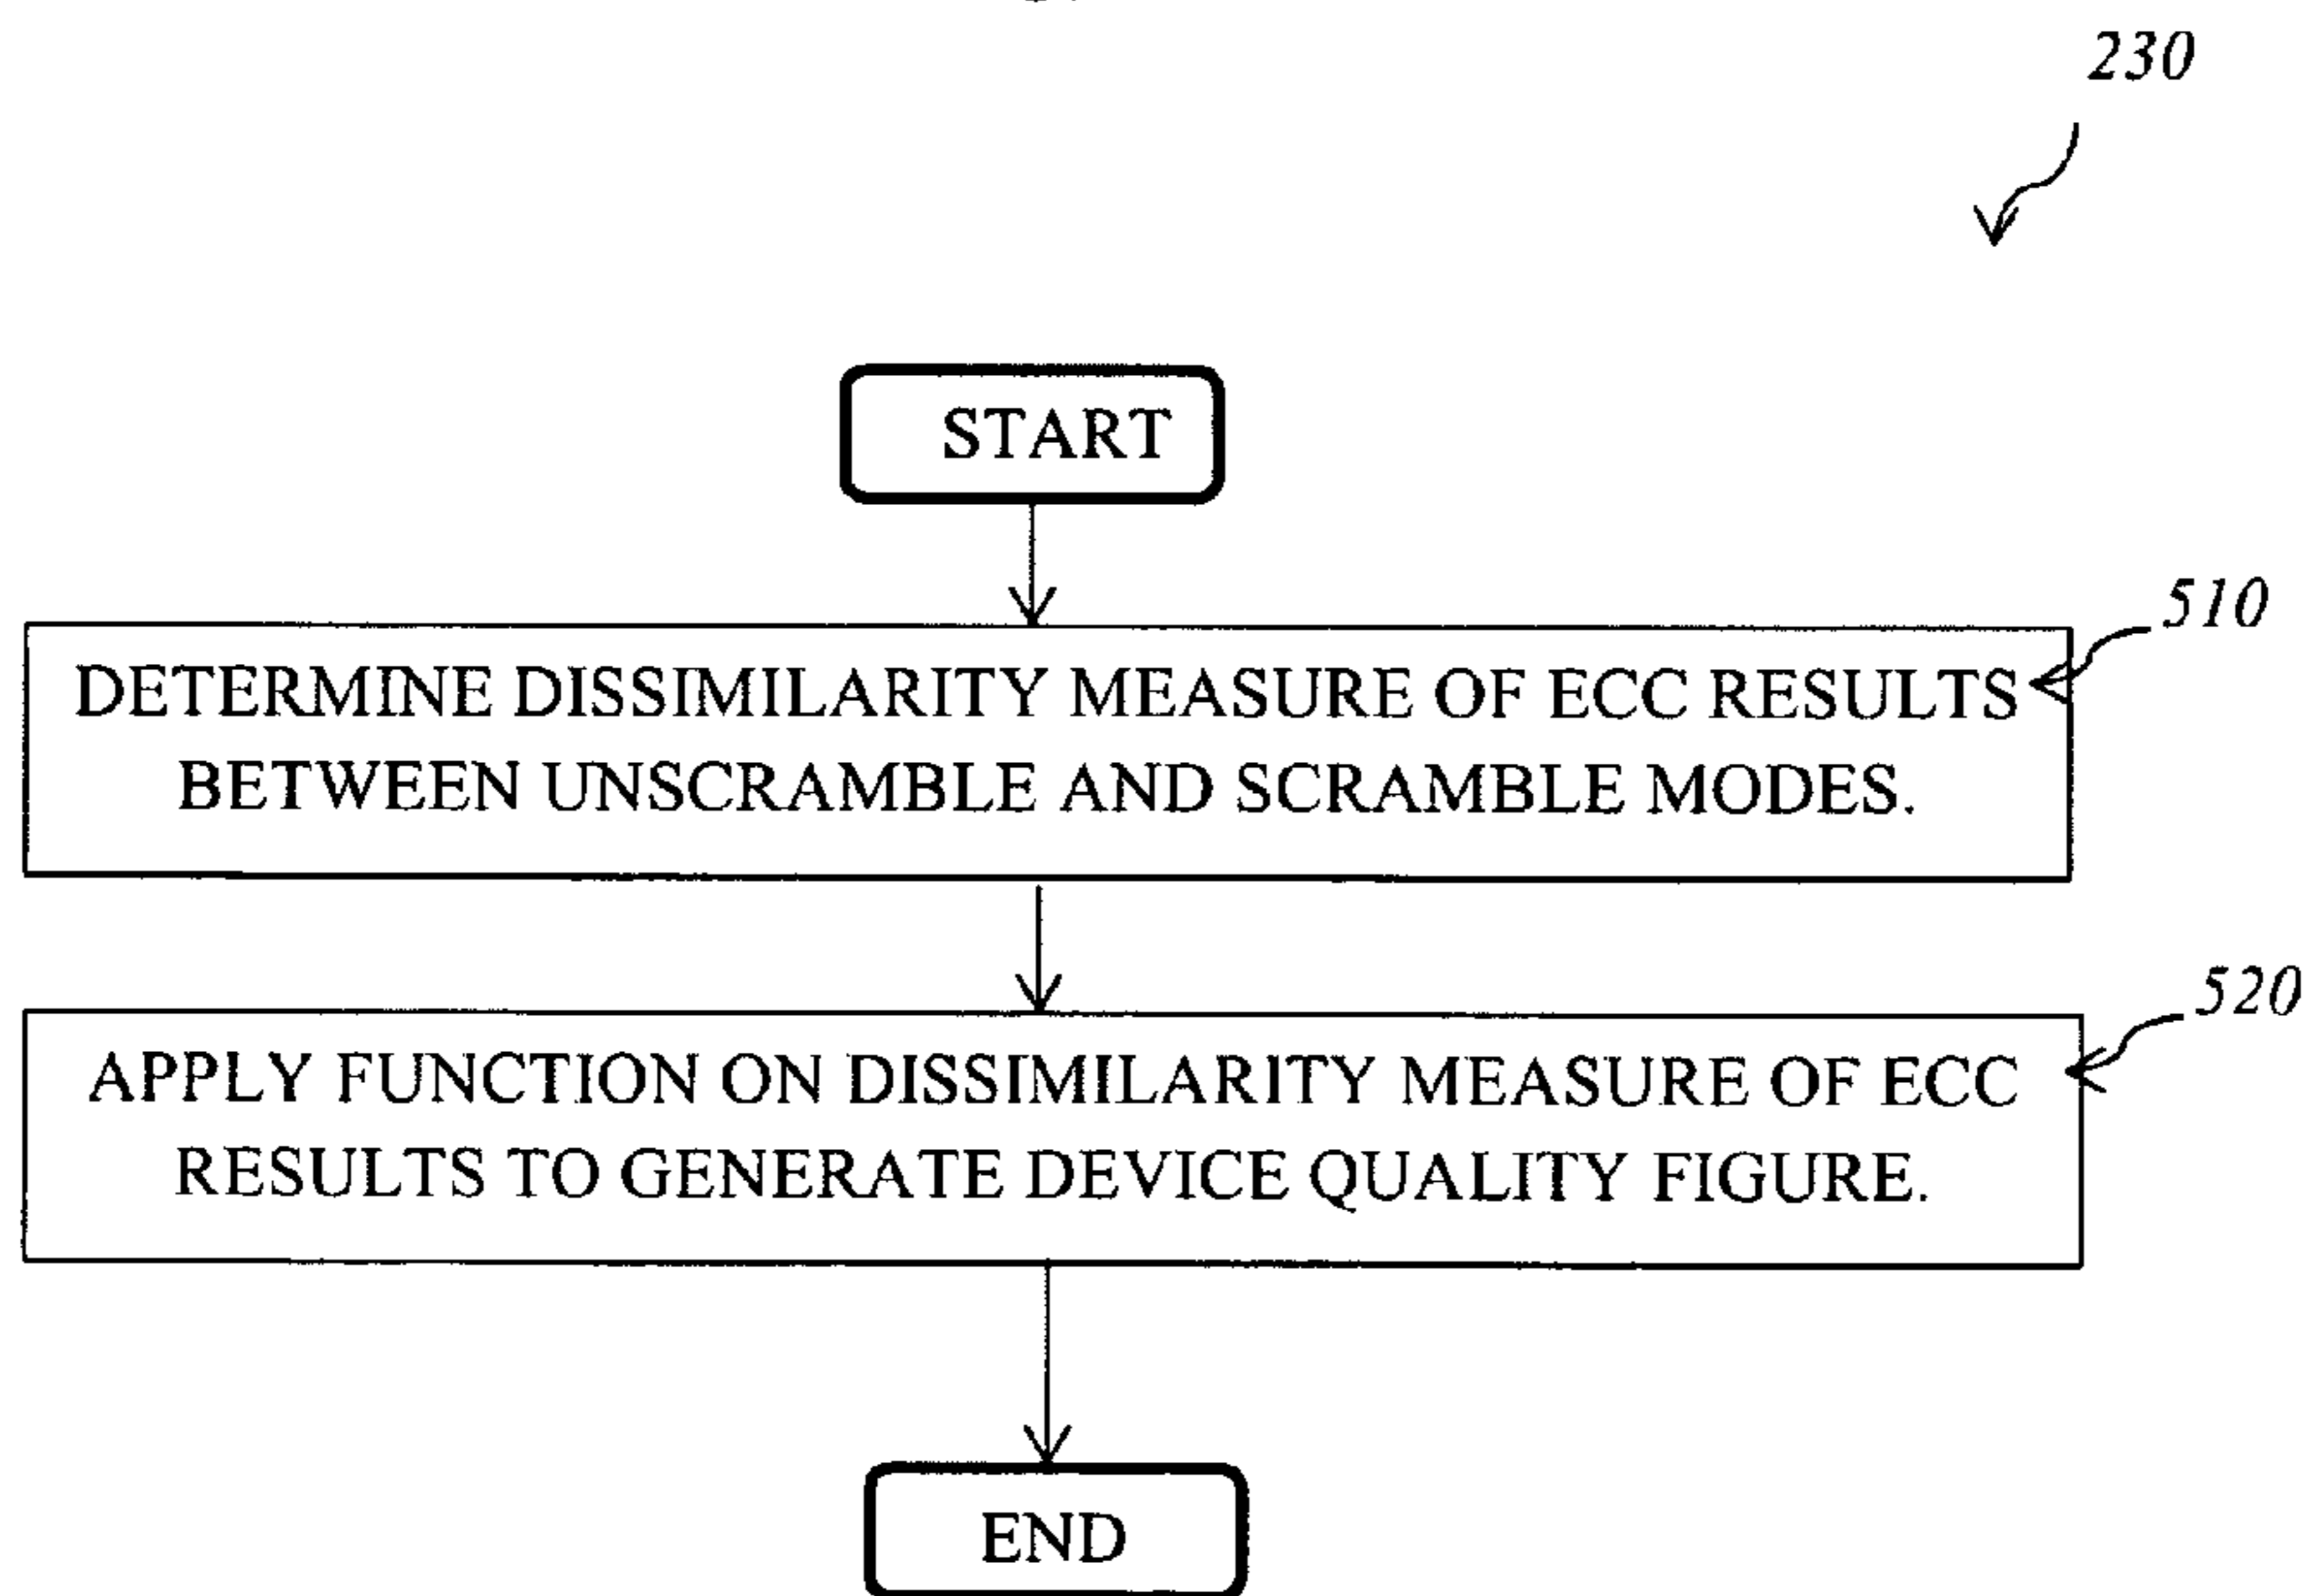 230
START
510
DETERMINE DISSIMILARITY MEASURE OF ECC RESULTS
BETWEEN UNSCRAMBLE AND SCRAMBLE MODES.
520
APPLY FUNCTION ON DISSIMILARITY MEASURE OF ECC
RESULTS TO GENERATE DEVICE QUALITY FIGURE.
END